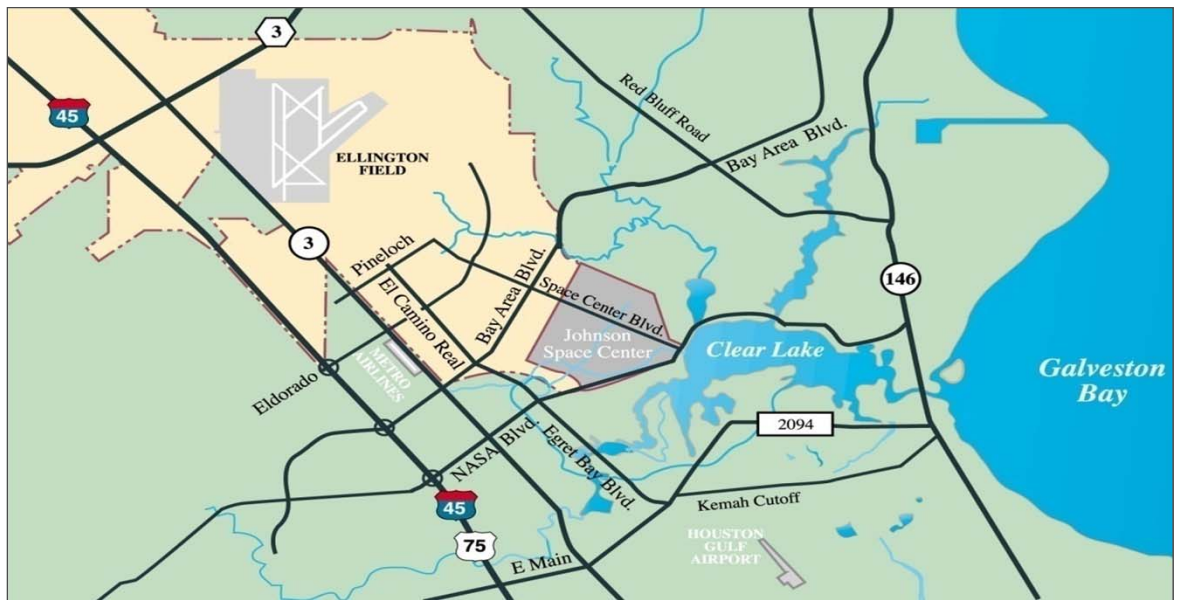 3
45
ELLINGTON
FIELD
Red Bluff Road
Bay Area Blvd.
3
Pineloch
El Camino Real
Bay Area Blvd.
Space Center Blvd.
146
Johnson
Space Center
Clear Lake
Galveston
Bay
METRO
AIRLINES
Eldorado
2094
NASA Blvd.
Egret Bay Blvd.
45
Kemah Cutoff
75
HOUSTON
GULF
AIRPORT
E Main